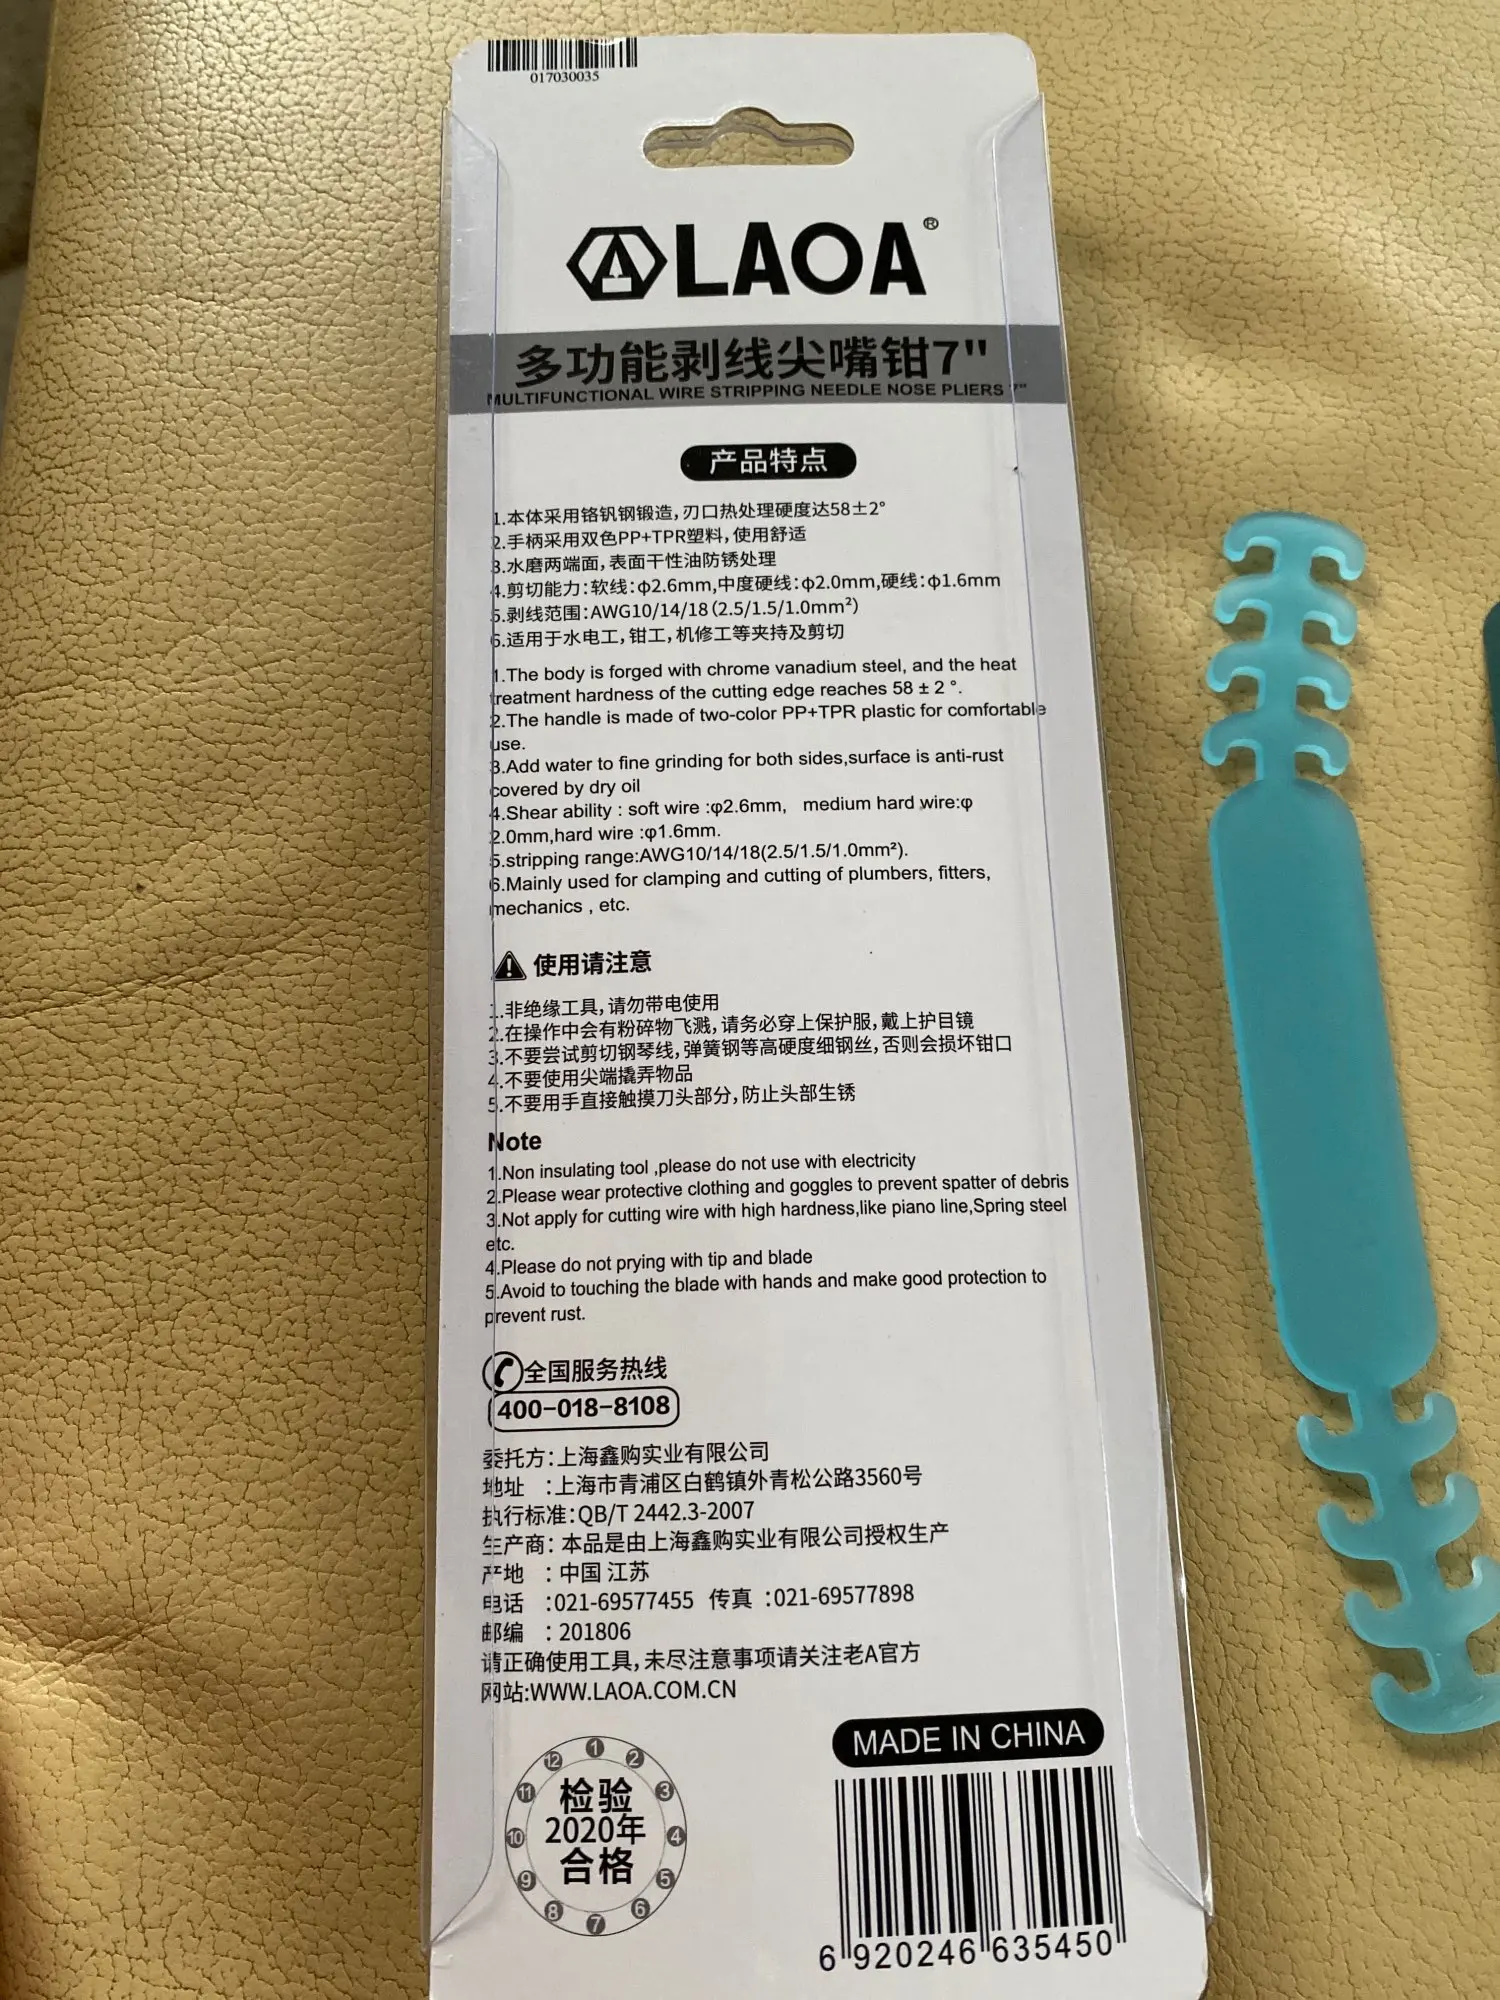 017030035
LAOA®
多功能剥线尖嘴钳7"
MULTIFUNCTIONAL WIRE STRIPPING NEEDLE NOSE PLIERS 7"
产品特点
1.本体采用铬钒钢锻造,刃口热处理硬度达58±2°
2.手柄采用双色PP+TPR塑料,使用舒适
3.水磨两端面,表面干性油防锈处理
4.剪切能力:软线:φ2.6mm,中度硬线:φ2.0mm,硬线:φ1.6mm
5.剥线范围:AWG10/14/18(2.5/1.5/1.0mm²)
6.适用于水电工,钳工,机修工等夹持及剪切
1.The body is forged with chrome vanadium steel, and the heat
treatment hardness of the cutting edge reaches 58 ± 2 °.
2.The handle is made of two-color PP+TPR plastic for comfortable
use.
3.Add water to fine grinding for both sides,surface is anti-rust
covered by dry oil
4.Shear ability : soft wire :φ2.6mm, medium hard wire:φ
2.0mm,hard wire :φ1.6mm.
5.stripping range:AWG10/14/18(2.5/1.5/1.0mm²).
6.Mainly used for clamping and cutting of plumbers, fitters,
mechanics , etc.
使用请注意
1.非绝缘工具,请勿带电使用
2.在操作中会有粉碎物飞溅,请务必穿上保护服,戴上护目镜
3.不要尝试剪切钢琴线,弹簧钢等高硬度细钢丝,否则会损坏钳口
4.不要使用尖端撬弄物品
5.不要用手直接触摸刀头部分,防止头部生锈
Note
1.Non insulating tool ,please do not use with electricity
2.Please wear protective clothing and goggles to prevent spatter of debris
3.Not apply for cutting wire with high hardness,like piano line,Spring steel
etc.
4.Please do not prying with tip and blade
5.Avoid to touching the blade with hands and make good protection to
prevent rust.
全国服务热线
400-018-8108
委托方:上海鑫购实业有限公司
地址 :上海市青浦区白鹤镇外青松公路3560号
执行标准:QB/T 2442.3-2007
生产商: 本品是由上海鑫购实业有限公司授权生产
产地 : 中国 江苏
电话 :021-69577455 传真 :021-69577898
邮编 : 201806
请正确使用工具,未尽注意事项请关注老A官方
网站:WWW.LAOA.COM.CN
1 2 3 4 5 6 7 8 9 10 11 12
检验
2020年
合格
MADE IN CHINA
6 920246 635450